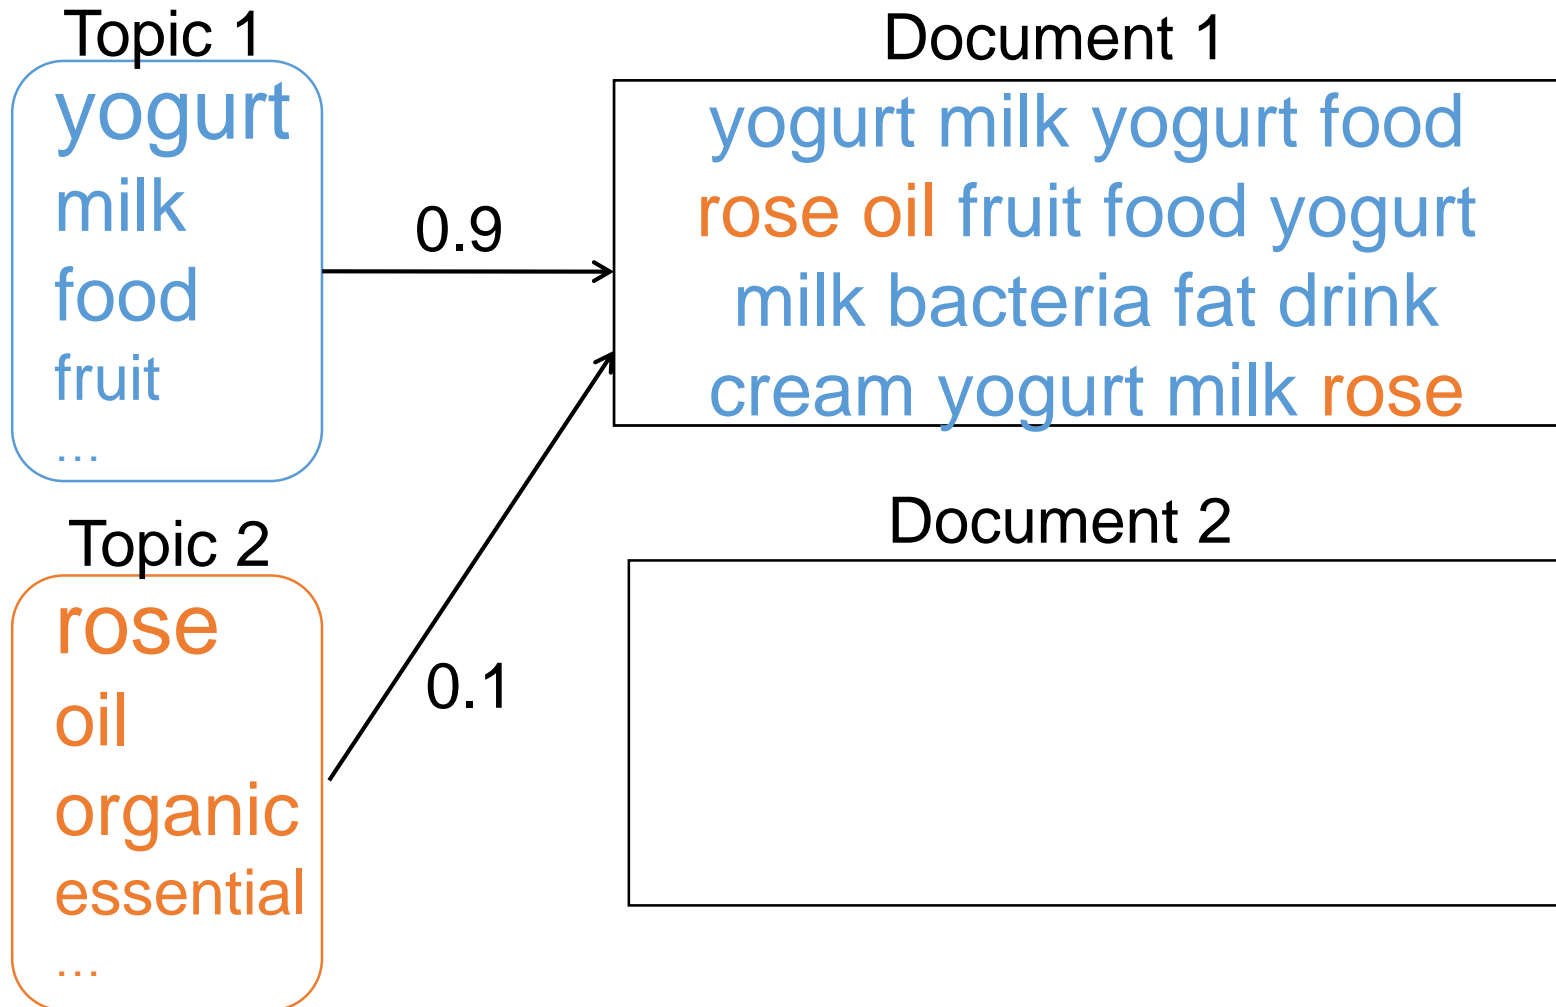 Topic 1
yogurt
milk
food
fruit
...
0.9
Document 1
yogurt milk yogurt food
rose oil fruit food yogurt
milk bacteria fat drink
cream yogurt milk rose
Topic 2
rose
oil
organic
essential
...
0.1
Document 2